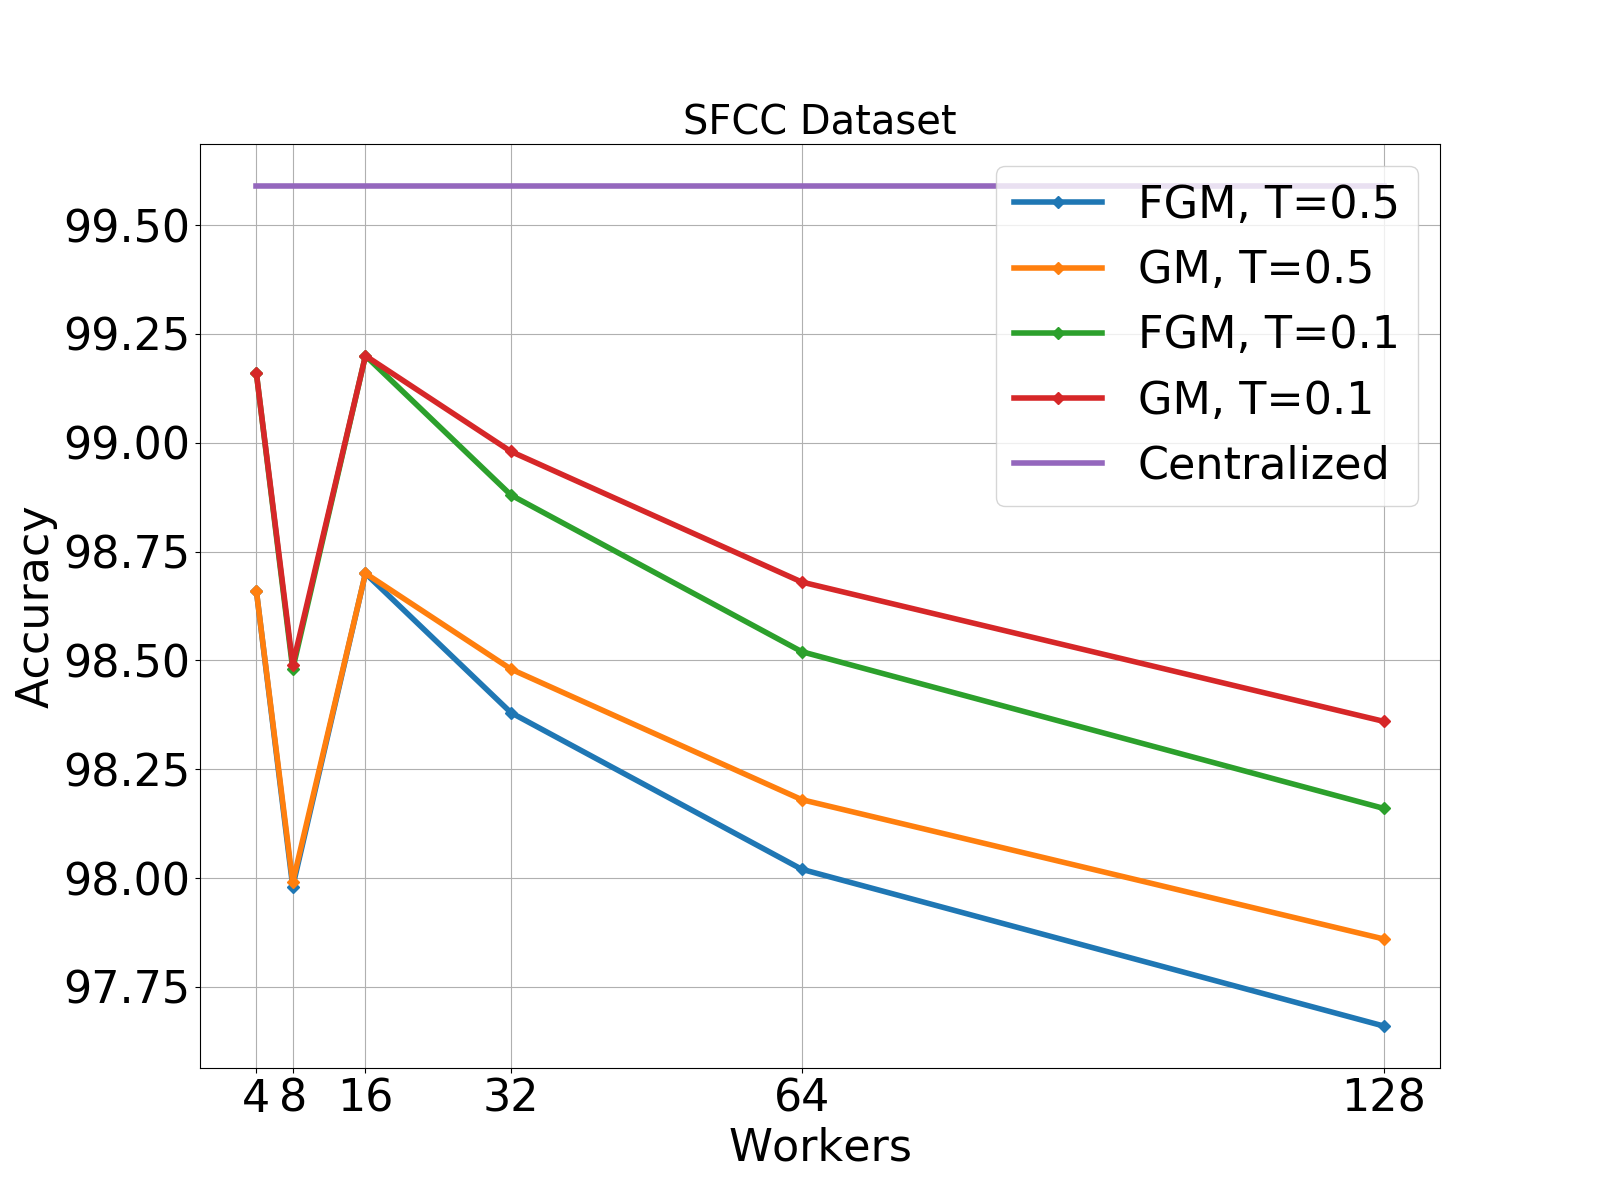 SFCC Dataset
FGM, T=0.5
GM, T=0.5
FGM, T=0.1
GM, T=0.1
Centralized
Accuracy
99.50
99.25
99.00
98.75
98.50
98.25
98.00
97.75
4 8 16 32 64 128
Workers